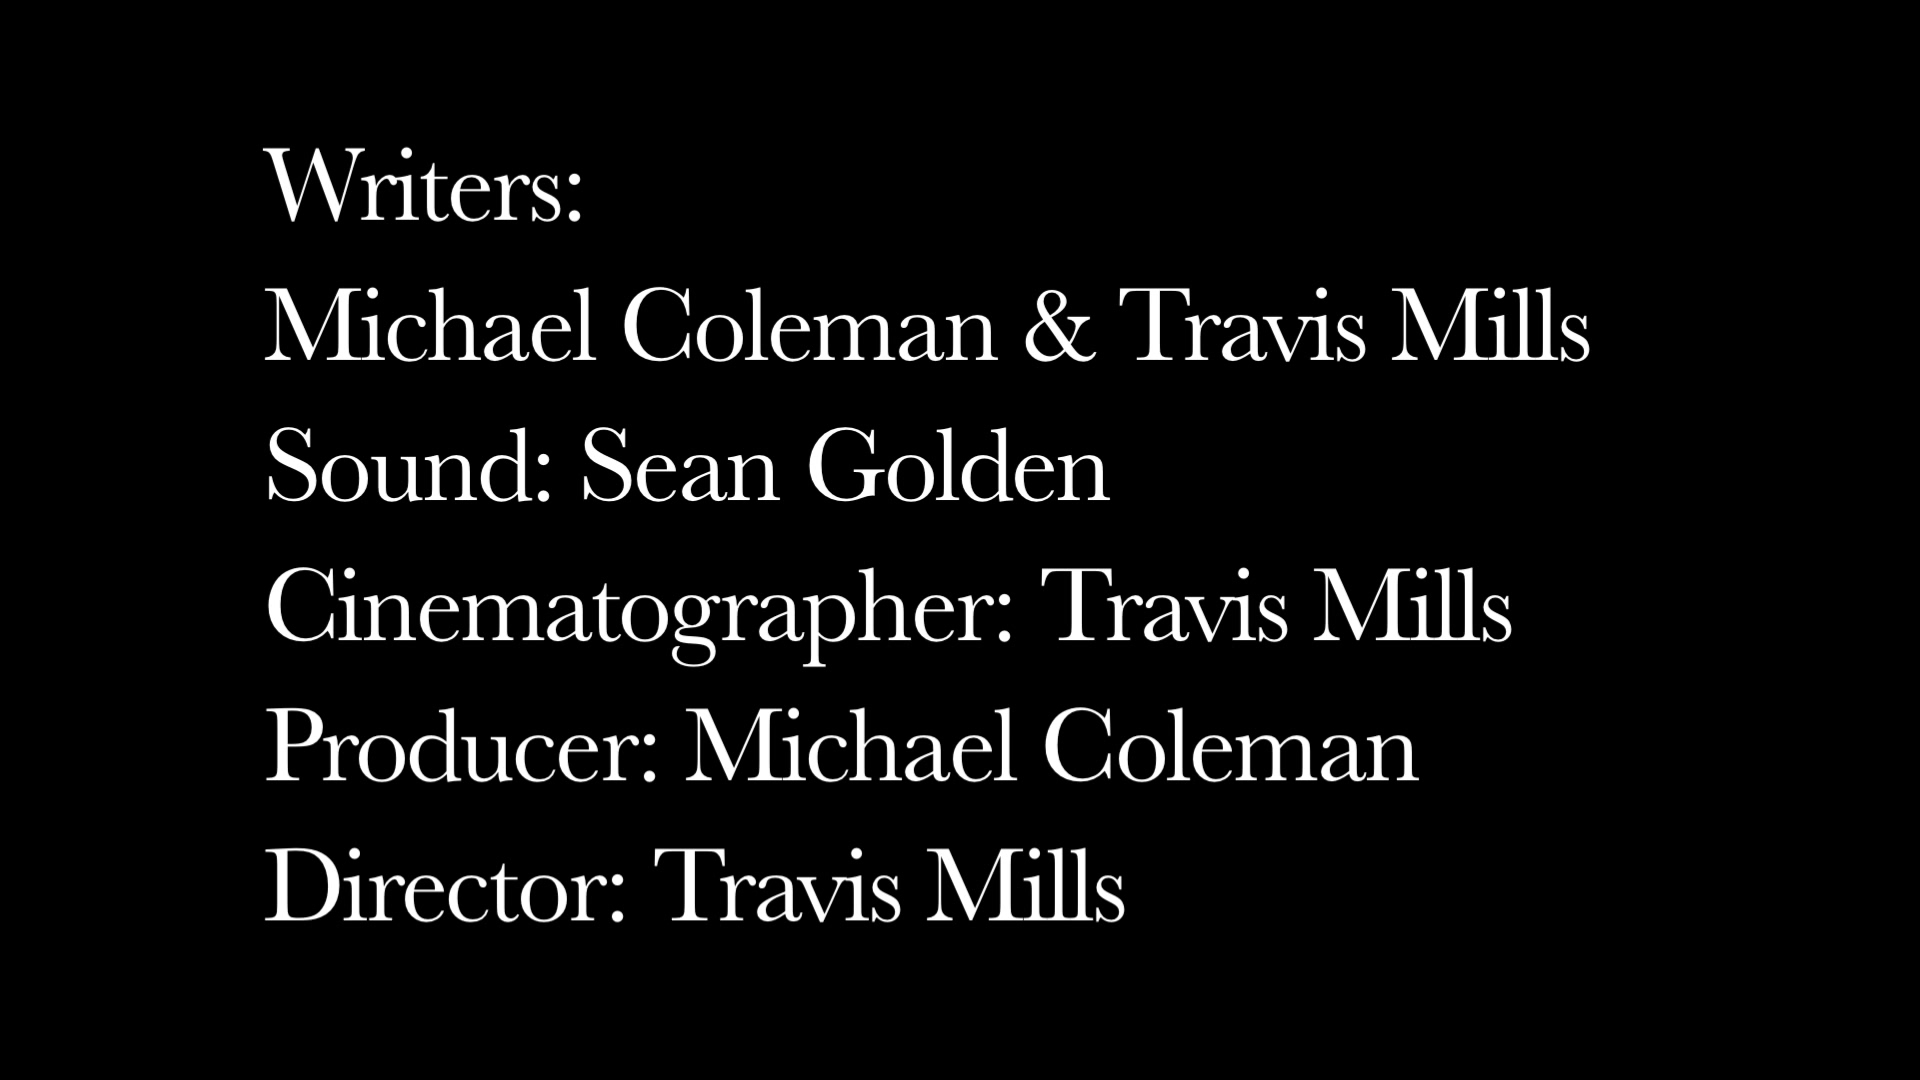 Writers:
Michael Coleman & Travis Mills
Sound: Sean Golden
Cinematographer: Travis Mills
Producer: Michael Coleman
Director: Travis Mills